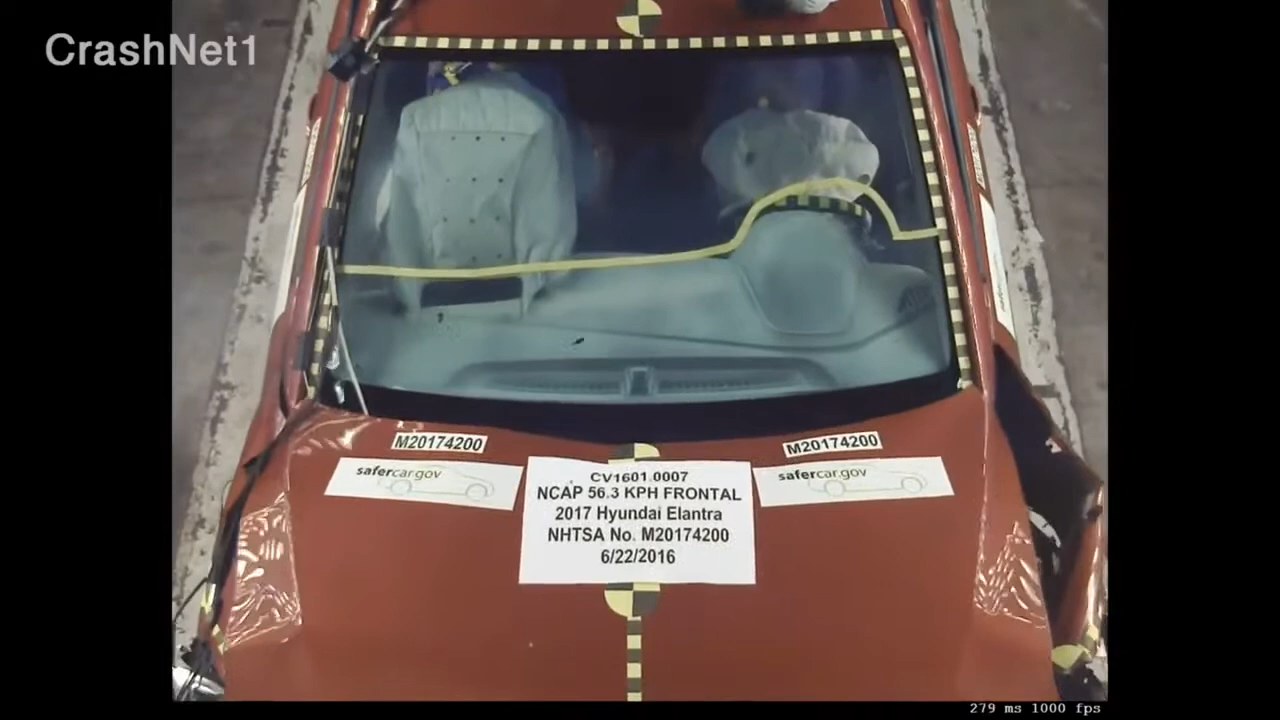 CrashNet1
M20174200
M20174200
safercar.gov
safercar.gov
CV1601.0007
NCAP 56.3 KPH FRONTAL
2017 Hyundai Elantra
NHTSA No. M20174200
6/22/2016
279 ms 1000 fps